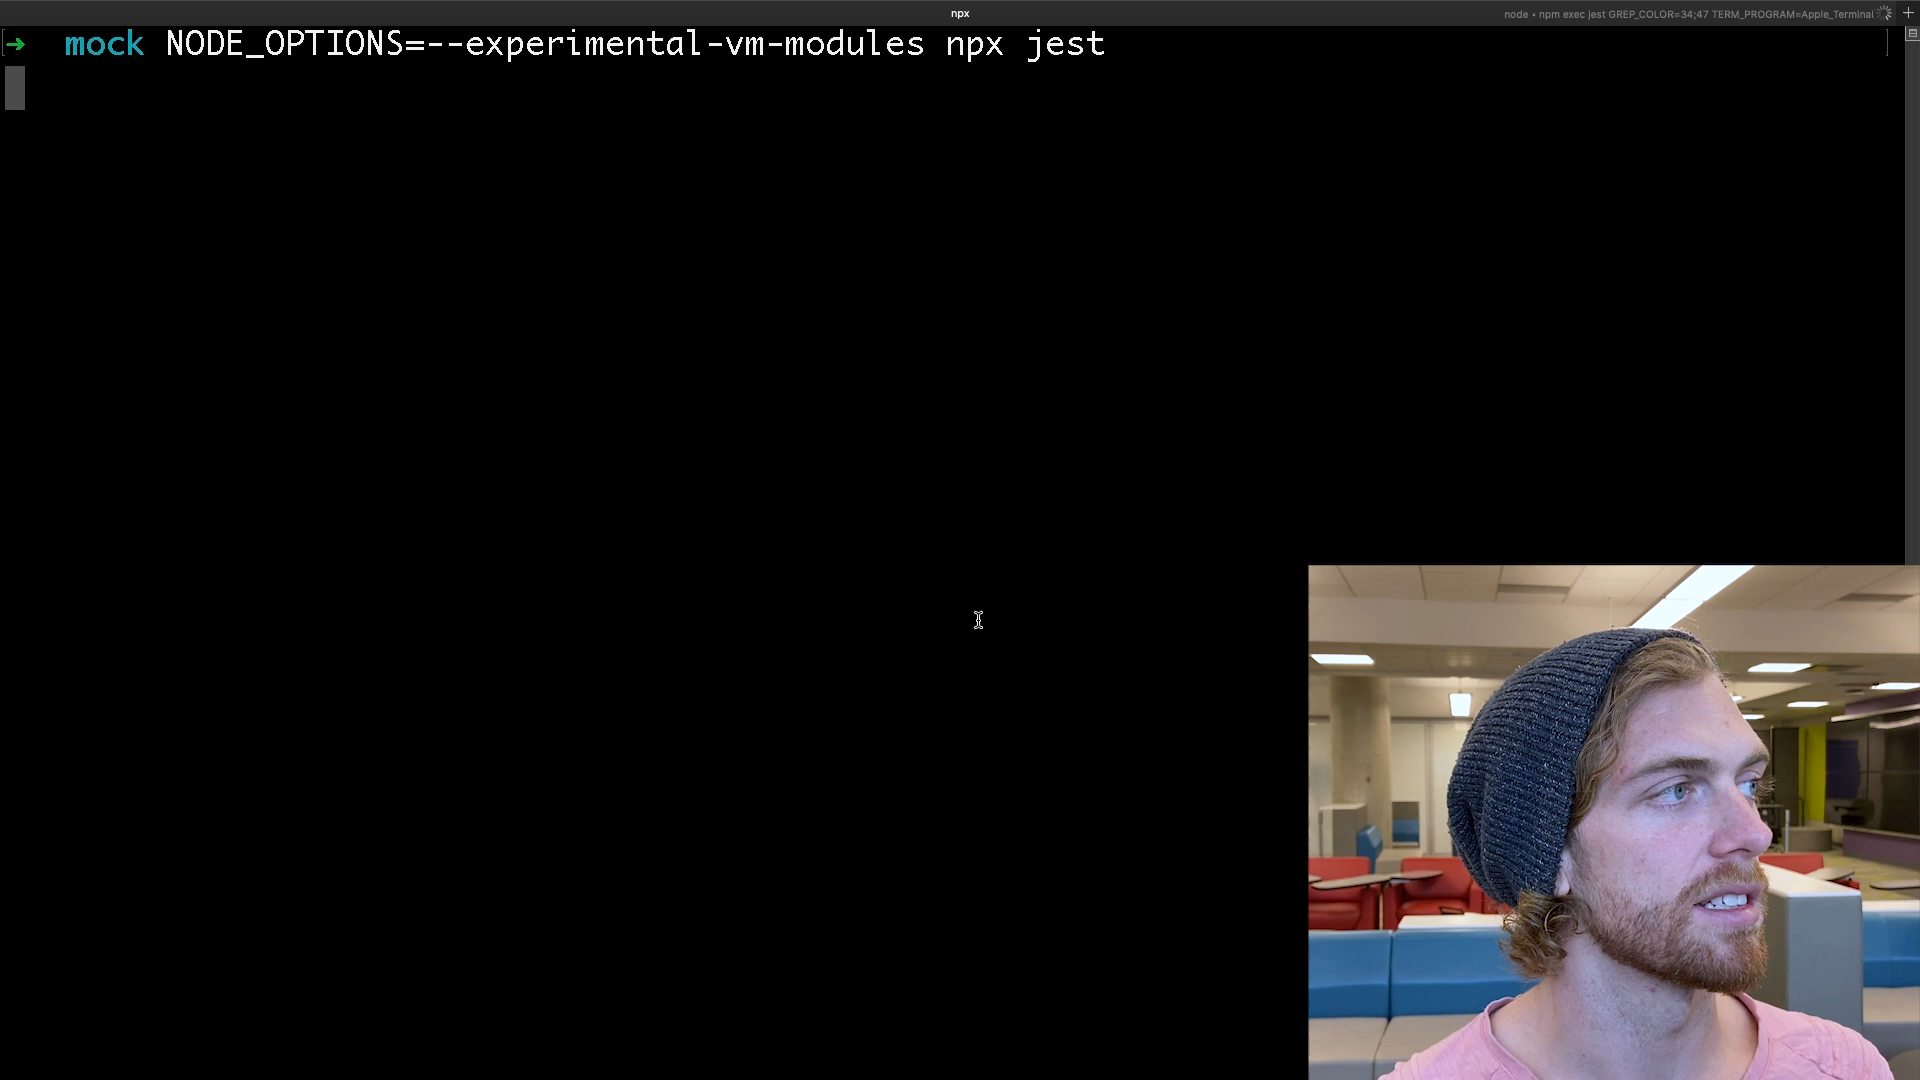 npx
node • npm exec jest GREP_COLOR=34;47 TERM_PROGRAM=Apple_Terminal
→ mock NODE_OPTIONS=--experimental-vm-modules npx jest